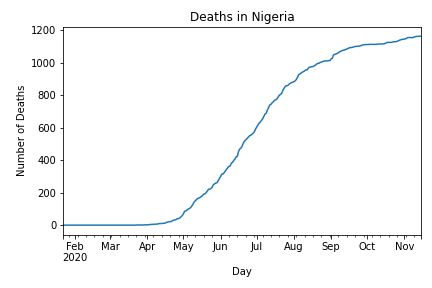 Deaths in Nigeria
1200
1000
800
600
400
200
0
Number of Deaths
Feb Mar Apr May Jun Jul Aug Sep Oct Nov
2020
Day